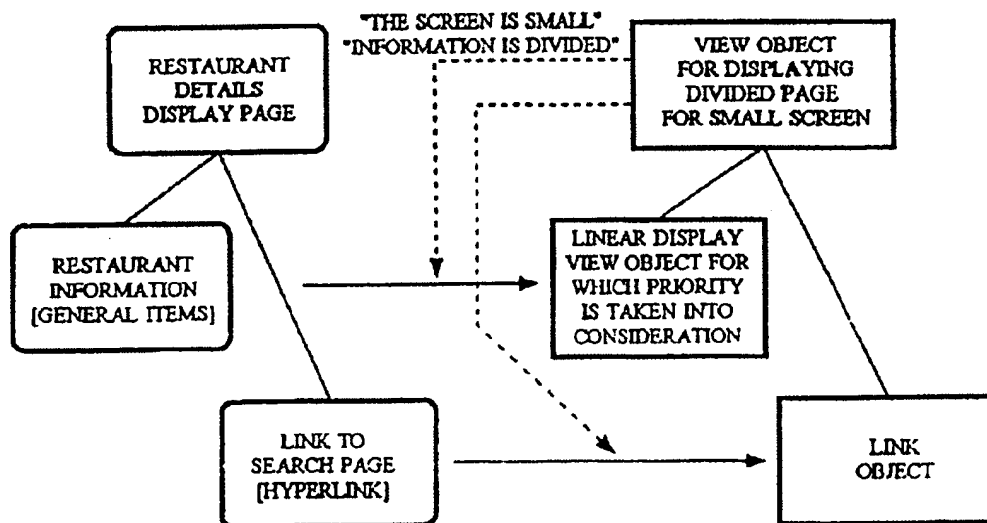 "THE SCREEN IS SMALL"
"INFORMATION IS DIVIDED"
RESTAURANT
DETAILS
DISPLAY PAGE
VIEW OBJECT
FOR DISPLAYING
DIVIDED PAGE
FOR SMALL SCREEN
RESTAURANT
INFORMATION
[GENERAL ITEMS]
LINEAR DISPLAY
VIEW OBJECT FOR
WHICH PRIORITY
IS TAKEN INTO
CONSIDERATION
LINK TO
SEARCH PAGE
[HYPERLINK]
LINK
OBJECT